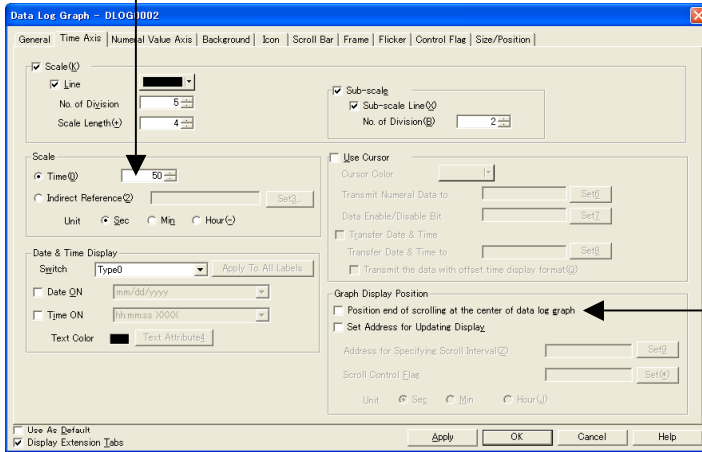 Data Log Graph - DLOG0002
General Time Axis Numeral Value Axis Background Icon Scroll Bar Frame Flicker Control Flag Size/Position
Scale(K)
Line
No. of Division 5
Scale Length(+) 4
Sub-scale
Sub-scale Line(X)
No. of Division(B) 2
Scale
Time(0) 50
Indirect Reference(2) Set3..
Unit Sec Min Hour(-)
Date & Time Display
Switch Type0 Apply To All Labels
Date ON mm/dd/yyyy
Time ON hh:mm:ss XXXX
Text Color Text Attribute4
Use Cursor
Cursor Color
Transmit Numeral Data to Set6
Data Enable/Disable Bit Set7
Transfer Date & Time
Transfer Date & Time to Set8
Transmit the data with offset time display format(Q)
Graph Display Position
Position end of scrolling at the center of data log graph
Set Address for Updating Display
Address for Specifying Scroll Interval(Z) Set9
Scroll Control Flag Set(*)
Unit Sec Min Hour(J)
Use As Default
Display Extension Tabs
Apply OK Cancel Help